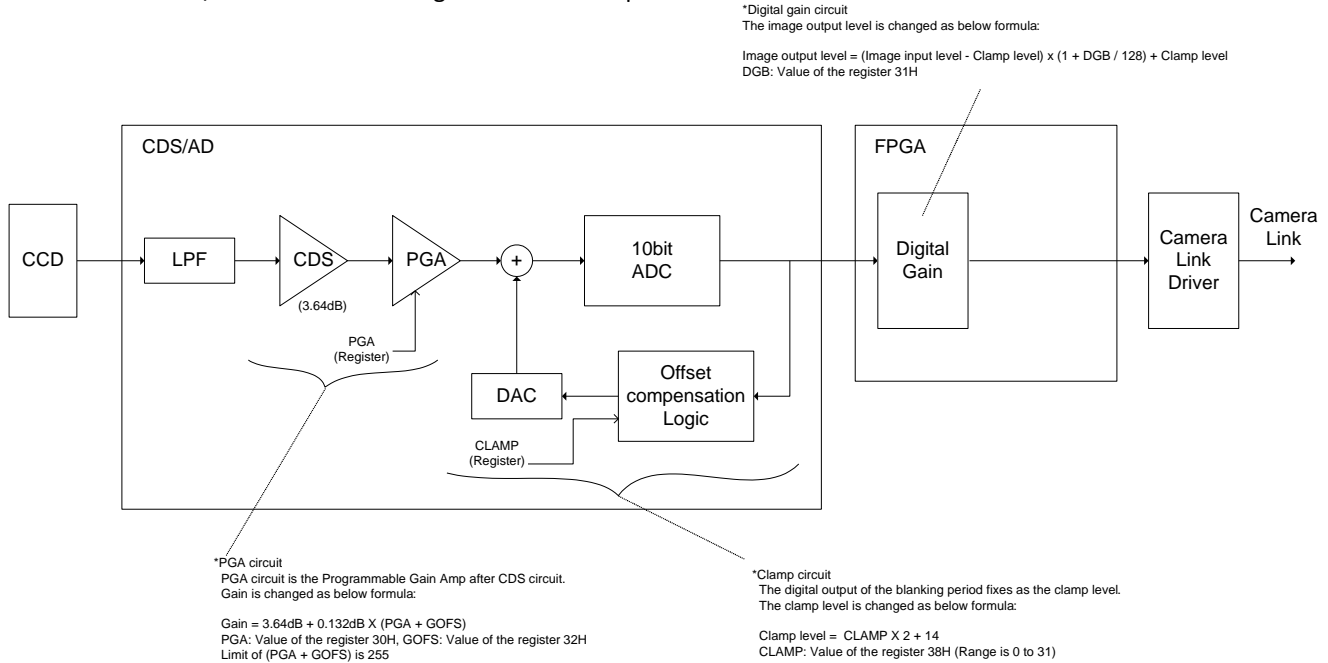 *Digital gain circuit
The image output level is changed as below formula:
Image output level = (Image input level - Clamp level) x (1 + DGB / 128) + Clamp level
DGB: Value of the register 31H
CDS/AD
FPGA
CCD
LPF
CDS
(3.64dB)
PGA
+
10bit
ADC
Digital
Gain
Camera
Link
Driver
Camera
Link
PGA
(Register)
DAC
Offset
compensation
Logic
CLAMP
(Register)
*PGA circuit
PGA circuit is the Programmable Gain Amp after CDS circuit.
Gain is changed as below formula:
Gain = 3.64dB + 0.132dB X (PGA + GOFS)
PGA: Value of the register 30H, GOFS: Value of the register 32H
Limit of (PGA + GOFS) is 255
*Clamp circuit
The digital output of the blanking period fixes as the clamp level.
The clamp level is changed as below formula:
Clamp level = CLAMP X 2 + 14
CLAMP: Value of the register 38H (Range is 0 to 31)